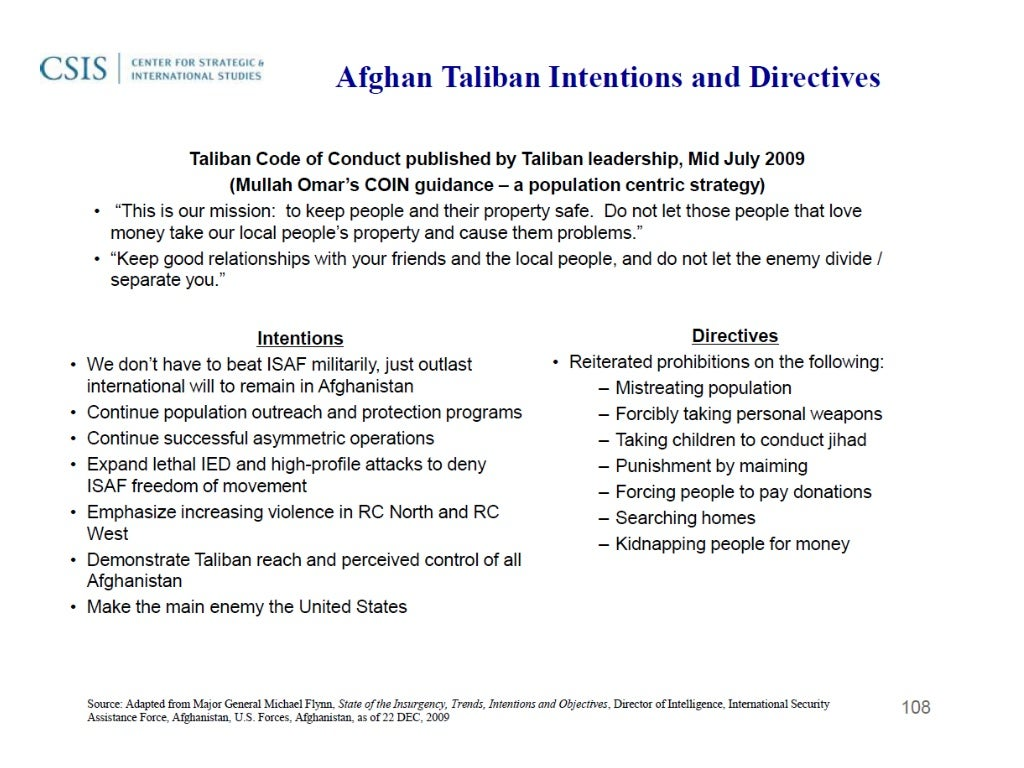 CSIS | CENTER FOR STRATEGIC &
INTERNATIONAL STUDIES
Afghan Taliban Intentions and Directives
Taliban Code of Conduct published by Taliban leadership, Mid July 2009
(Mullah Omar’s COIN guidance – a population centric strategy)
• “This is our mission:  to keep people and their property safe.  Do not let those people that love
money take our local people’s property and cause them problems.”
• “Keep good relationships with your friends and the local people, and do not let the enemy divide /
separate you.”
Intentions
• We don’t have to beat ISAF militarily, just outlast
international will to remain in Afghanistan
• Continue population outreach and protection programs
• Continue successful asymmetric operations
• Expand lethal IED and high-profile attacks to deny
ISAF freedom of movement
• Emphasize increasing violence in RC North and RC
West
• Demonstrate Taliban reach and perceived control of all
Afghanistan
• Make the main enemy the United States
Directives
• Reiterated prohibitions on the following:
– Mistreating population
– Forcibly taking personal weapons
– Taking children to conduct jihad
– Punishment by maiming
– Forcing people to pay donations
– Searching homes
– Kidnapping people for money
Source: Adapted from Major General Michael Flynn, State of the Insurgency, Trends, Intentions and Objectives, Director of Intelligence, International Security
Assistance Force, Afghanistan, U.S. Forces, Afghanistan, as of 22 DEC, 2009
108